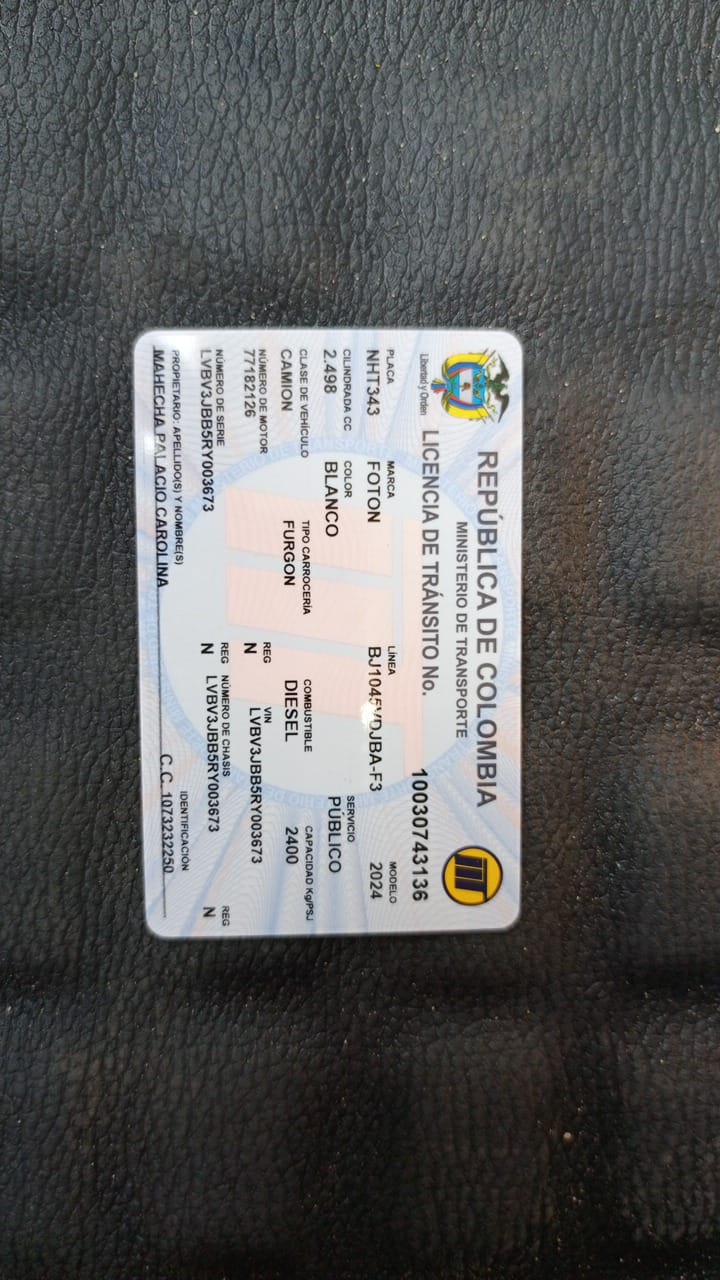 REPÚBLICA DE COLOMBIA
MINISTERIO DE TRANSPORTE
Libertad y Orden
LICENCIA DE TRÁNSITO No. 10030743136
PLACA MARCA LÍNEA MODELO
NHT343 FOTON BJ1045VDJBA-F3 2024
CILINDRADA CC COLOR SERVICIO
2.498 BLANCO PÚBLICO
CLASE DE VEHÍCULO TIPO CARROCERÍA COMBUSTIBLE CAPACIDAD Kg/PSJ
CAMION FURGON DIESEL 2400
NÚMERO DE MOTOR REG VIN
77182126 N LVBV3JBB5RY003673
NÚMERO DE SERIE REG NÚMERO DE CHASIS REG
LVBV3JBB5RY003673 N LVBV3JBB5RY003673 N
PROPIETARIO: APELLIDO(S) Y NOMBRE(S) IDENTIFICACIÓN
MAHECHA PALACIO CAROLINA C.C. 1073232250